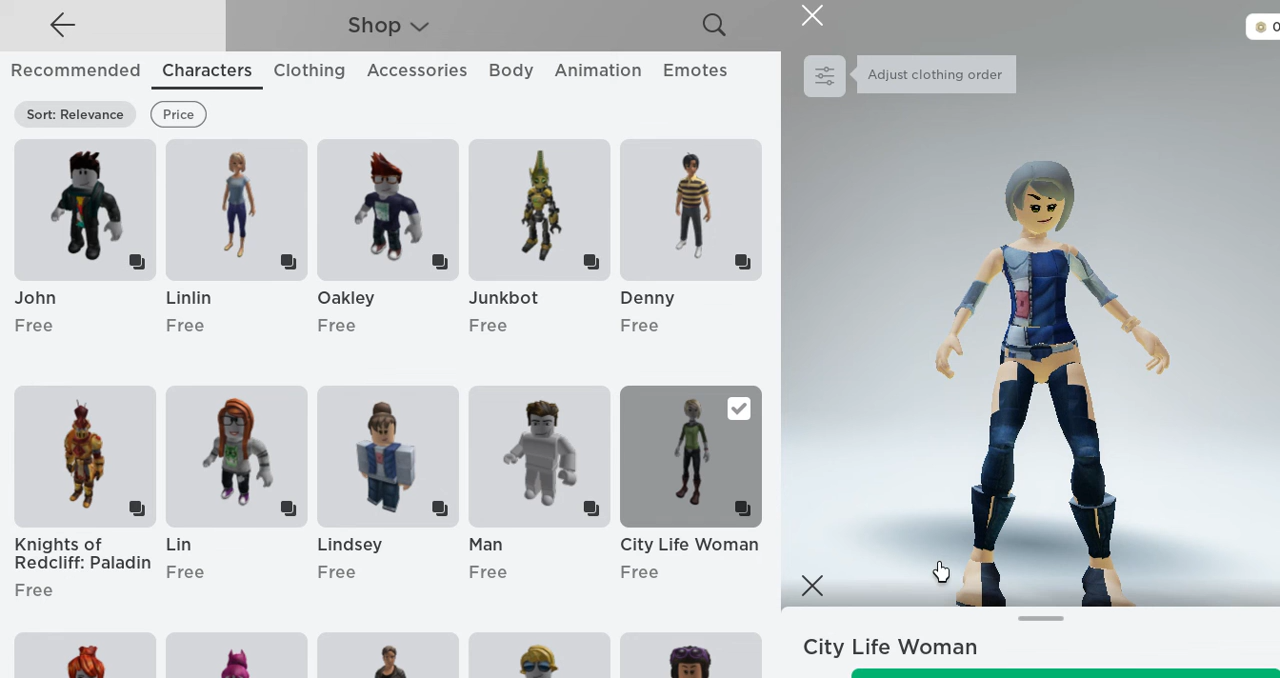 Shop
0
Recommended Characters Clothing Accessories Body Animation Emotes
Adjust clothing order
Sort: Relevance Price
John Linlin Oakley Junkbot Denny
Free Free Free Free Free
Knights of Redcliff: Paladin
Lin Lindsey Man City Life Woman
Free Free Free Free Free
City Life Woman